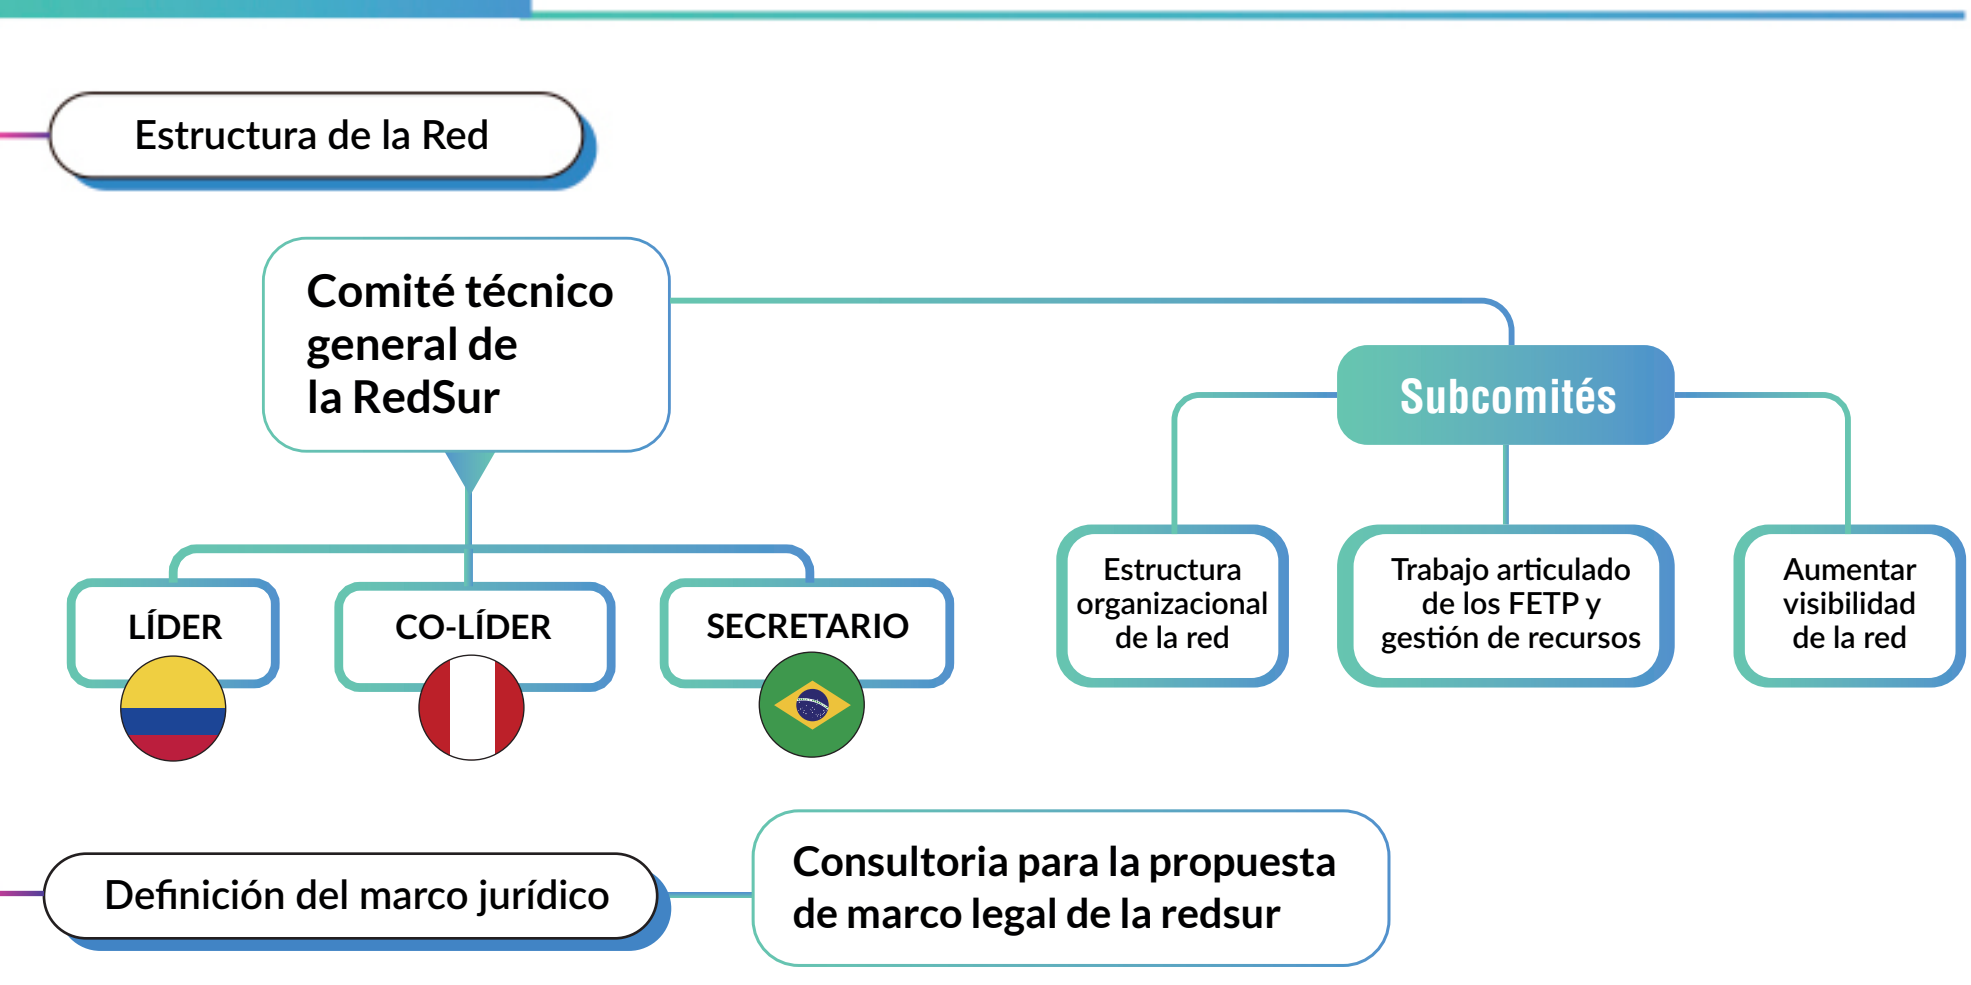 Estructura de la Red
Comité técnico
general de
la RedSur
Subcomités
LÍDER
CO-LÍDER
SECRETARIO
Estructura
organizacional
de la red
Trabajo articulado
de los FETP y
gestión de recursos
Aumentar
visibilidad
de la red
Definición del marco jurídico
Consultoria para la propuesta
de marco legal de la redsur